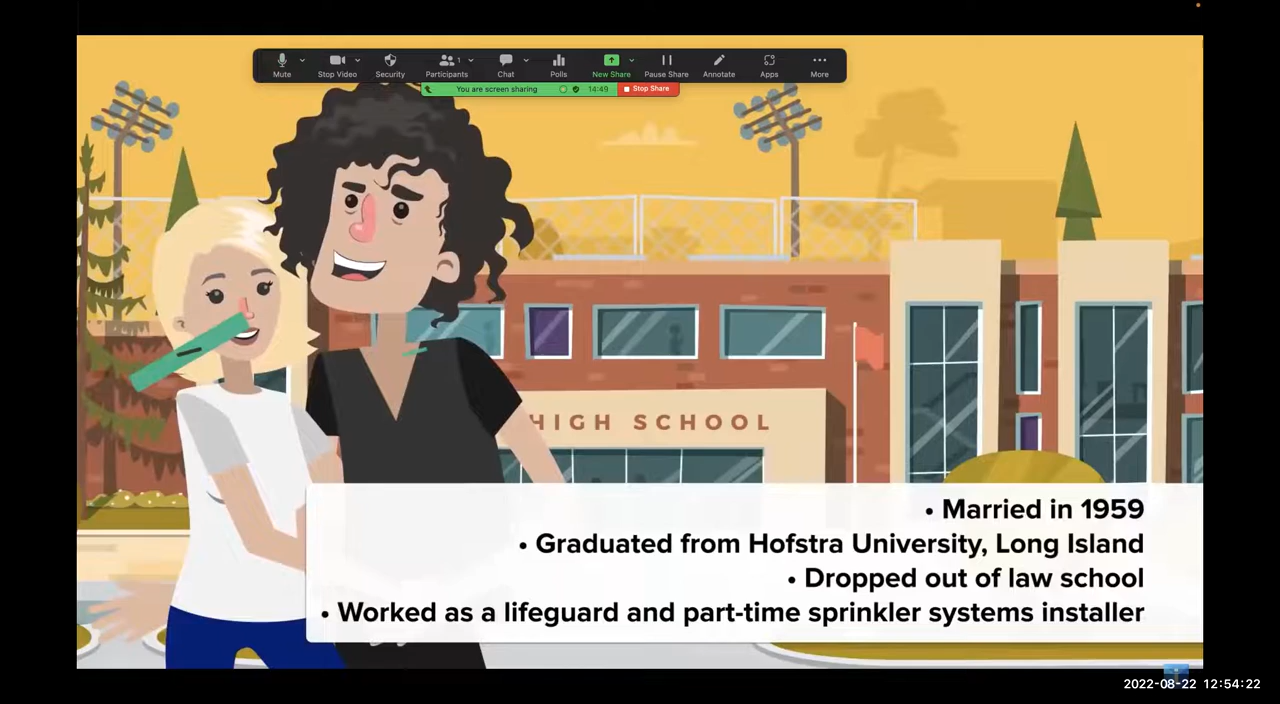 Mute
Stop Video
Security
Participants
1
Chat
Polls
New Share
Pause Share
Annotate
Apps
More
You are screen sharing
14:49
Stop Share
HIGH SCHOOL
• Married in 1959
• Graduated from Hofstra University, Long Island
• Dropped out of law school
• Worked as a lifeguard and part-time sprinkler systems installer
2022-08-22 12:54:22